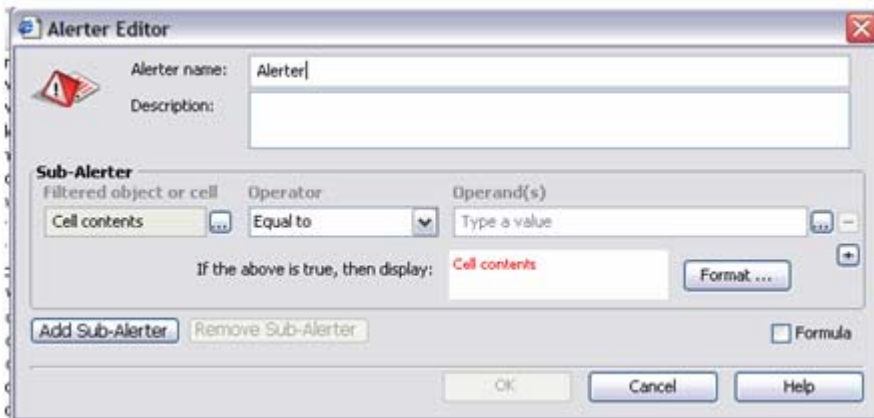 Alerter Editor
Alerter name:
Alerter
Description:
Sub-Alerter
Filtered object or cell
Operator
Operand(s)
Cell contents
...
Equal to
Type a value
...
If the above is true, then display:
Cell contents
Format ...
Add Sub-Alerter
Remove Sub-Alerter
Formula
OK
Cancel
Help